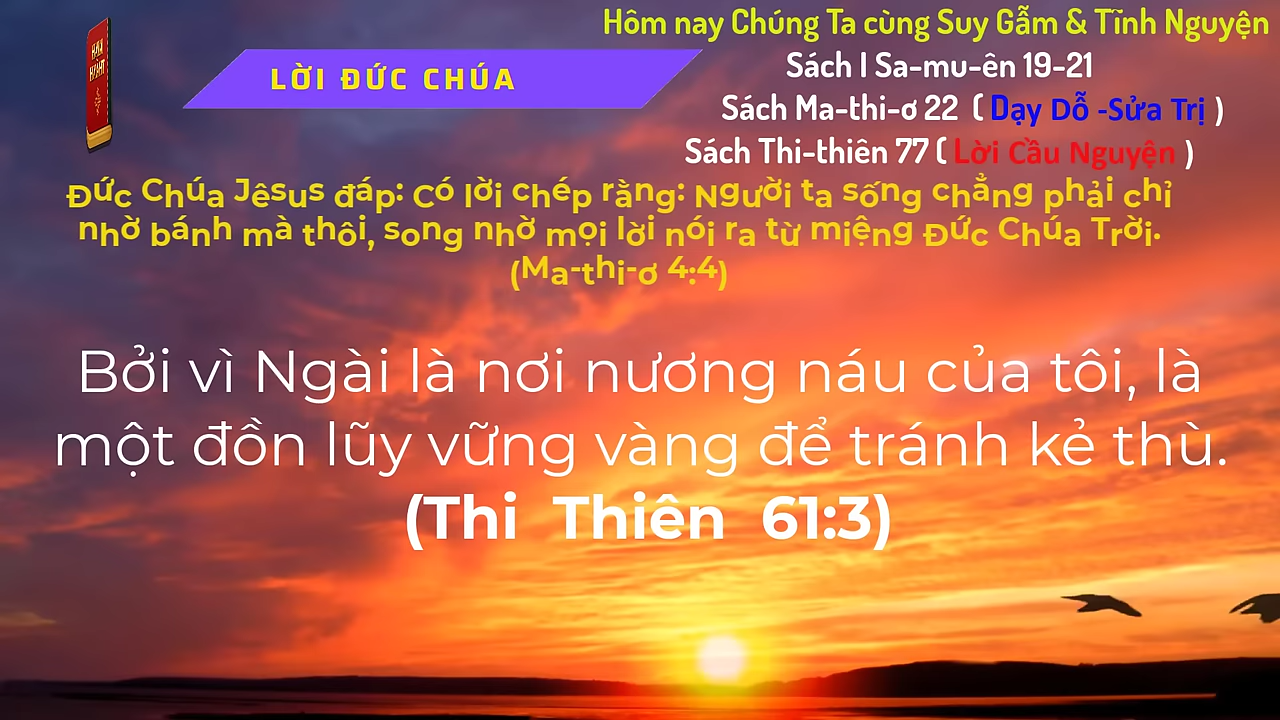 LỜI ĐỨC CHÚA
Hôm nay Chúng Ta cùng Suy Gẫm & Tĩnh Nguyện
Sách I Sa-mu-ên 19-21
Sách Ma-thi-ơ 22 ( Dạy Dỗ -Sửa Trị )
Sách Thi-thiên 77 ( Lời Cầu Nguyện )
Đức Chúa Jêsus đáp: Có lời chép rằng: Người ta sống chẳng phải chỉ
nhờ bánh mà thôi, song nhờ mọi lời nói ra từ miệng Đức Chúa Trời.
(Ma-thi-ơ 4:4)
Bởi vì Ngài là nơi nương náu của tôi, là
một đồn lũy vững vàng để tránh kẻ thù.
(Thi Thiên 61:3)